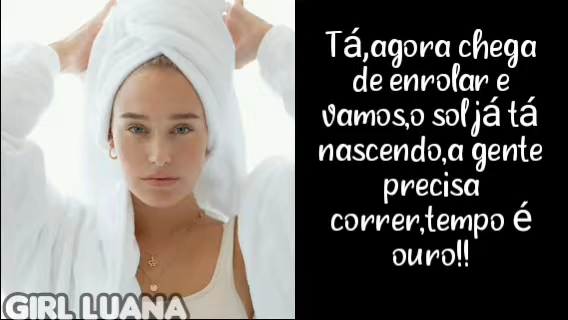 Tá,agora chega
de enrolar e
vamos,o sol já tá
nascendo,a gente
precisa
correr,tempo é
ouro!!
GIRL LUANA